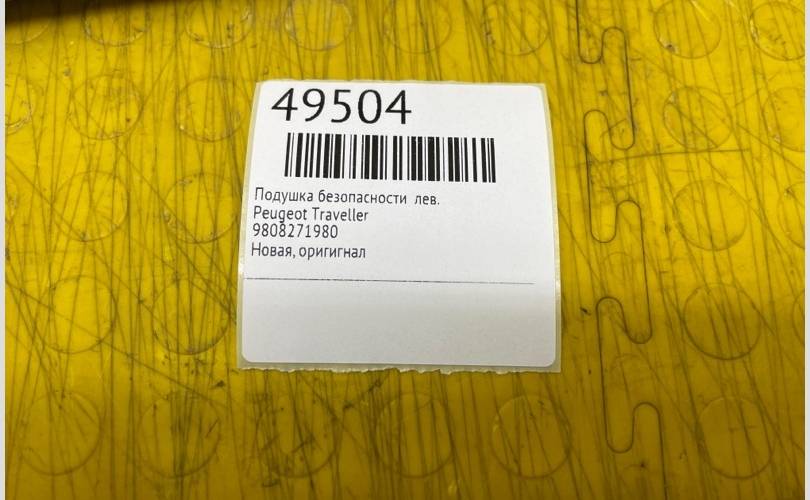 49504
Подушка безопасности лев.
Peugeot Traveller
9808271980
Новая, оригигнал